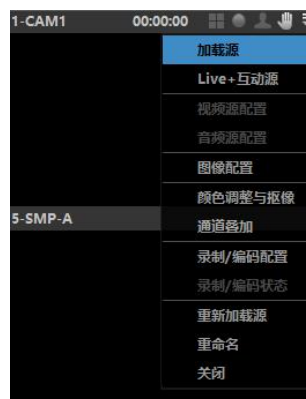 1-CAM1 00:00:00
加载源
Live+互动源
视频源配置
音频源配置
图像配置
颜色调整与抠像
5-SMP-A
通道叠加
录制/编码配置
录制/编码状态
重新加载源
重命名
关闭